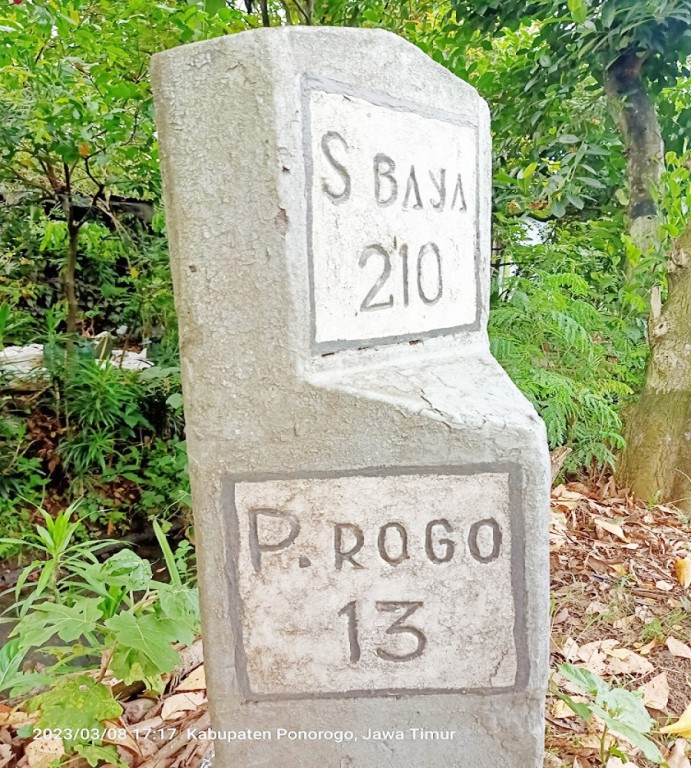 S BAYA
210
P. ROGO
13
2023/03/08 17:17 Kabupaten Ponorogo, Jawa Timur